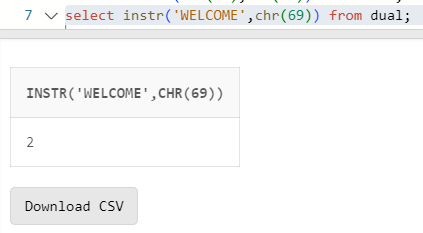 7 select instr('WELCOME',chr(69)) from dual;
INSTR('WELCOME',CHR(69))
2
Download CSV